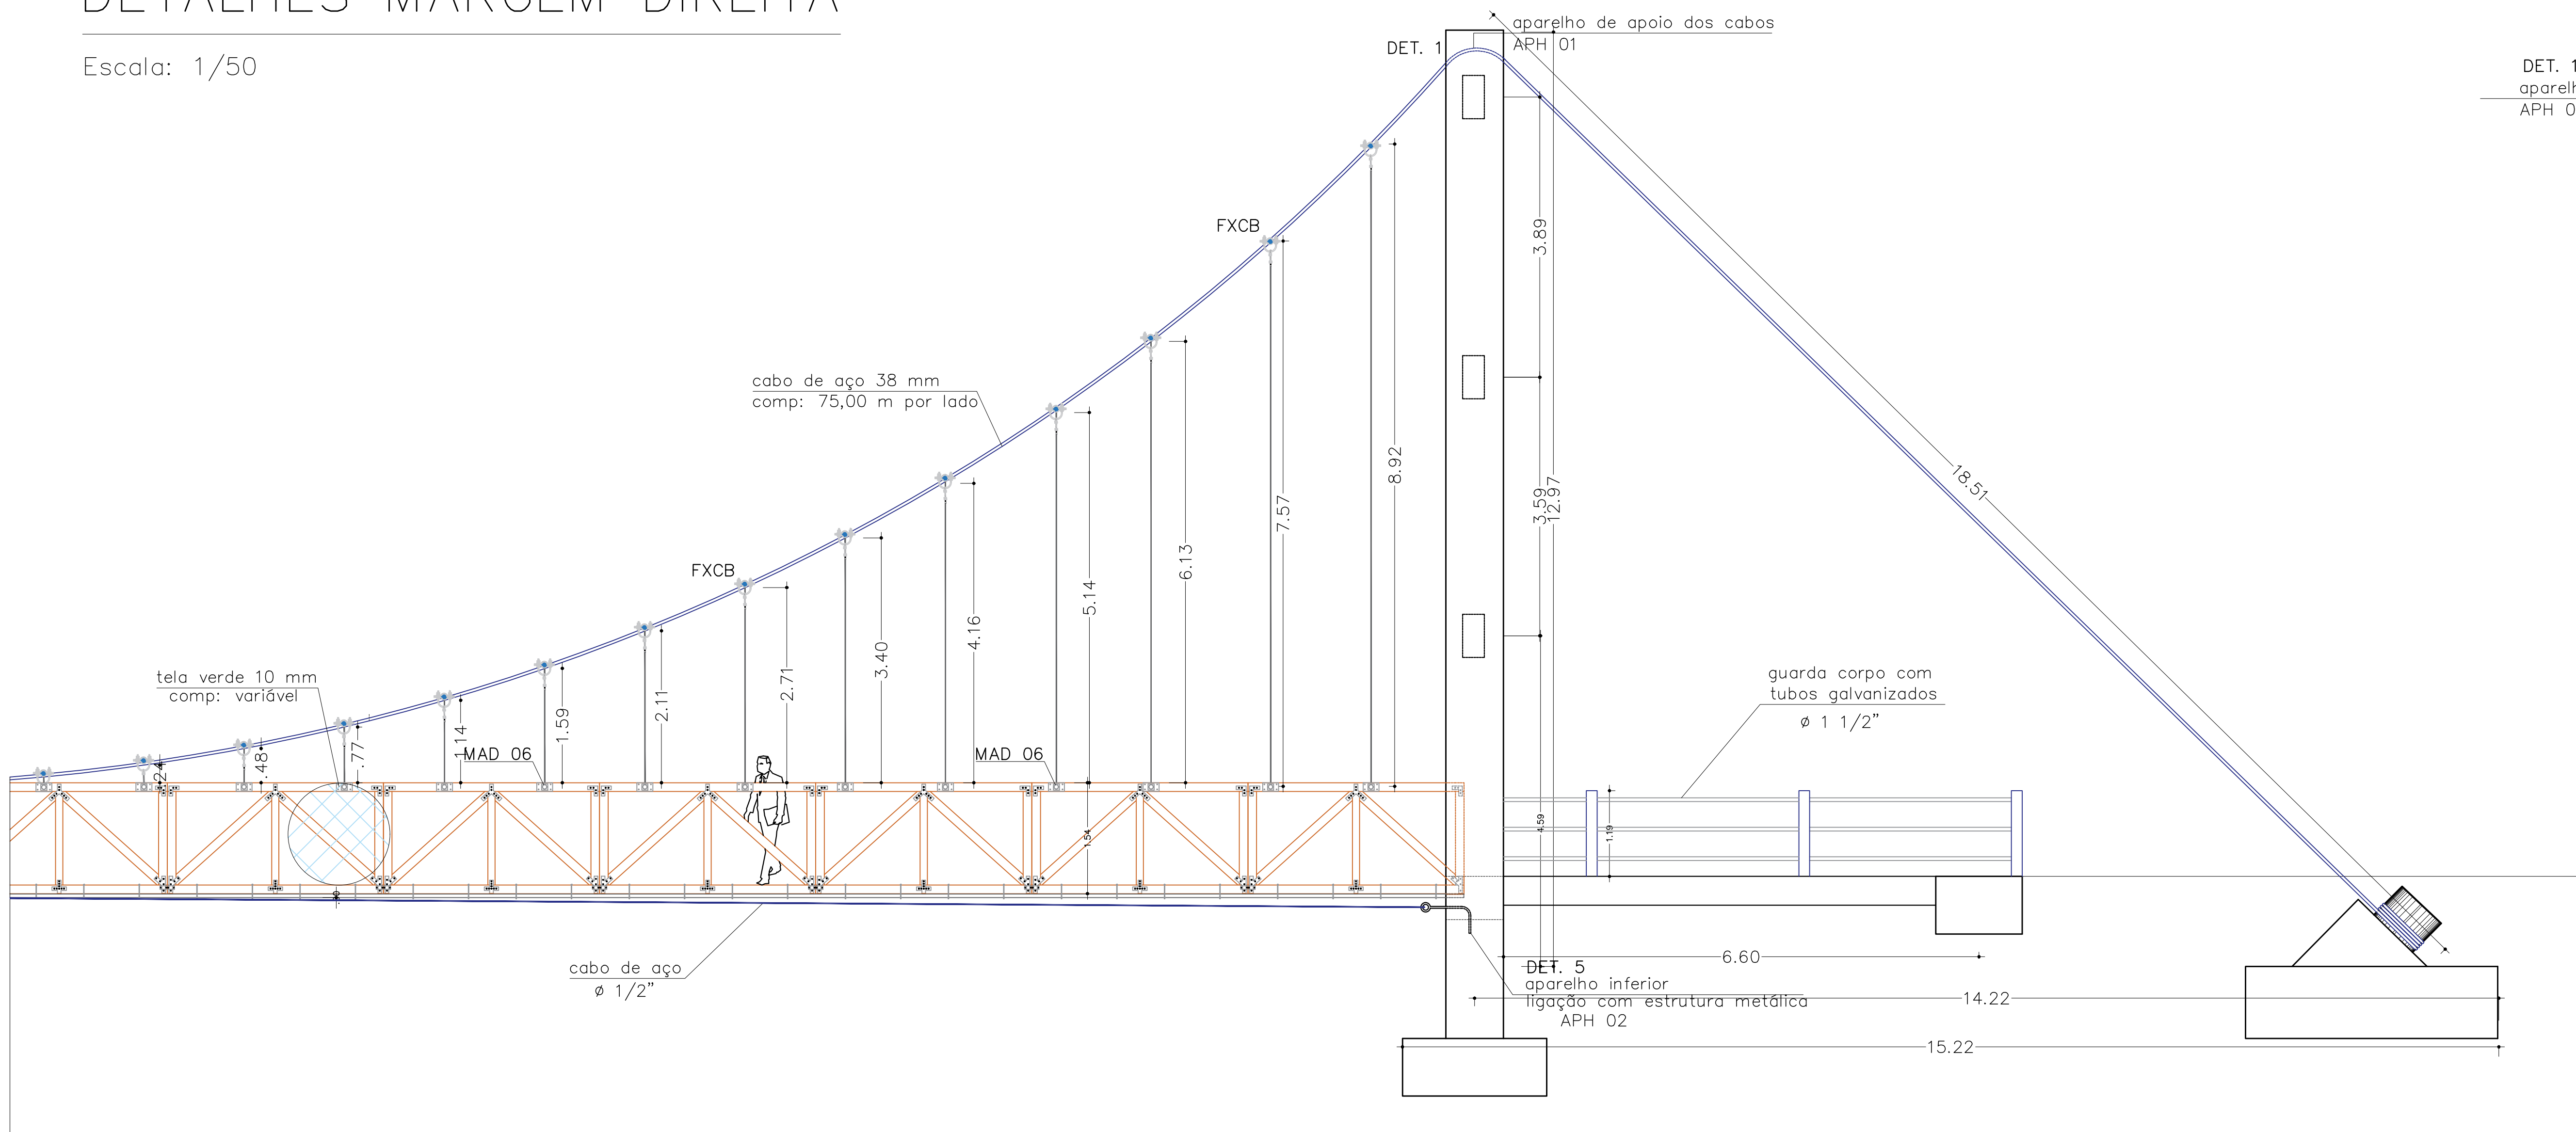 DETALHES MARGEM DIREITA
Escala: 1/50
aparelho de apoio dos cabos
APH 01
DET. 1
DET. 1
APH 0
3.89
FXCB
8.92
7.57
3.59
12.97
18.51
cabo de aço 38 mm
comp: 75,00 m por lado
6.13
5.14
FXCB
4.16
3.40
2.71
2.11
1.59
1.14
.77
.48
.24
tela verde 10 mm
comp: variável
MAD 06
MAD 06
guarda corpo com
tubos galvanizados
ø 1 1/2"
1.54
4.59
1.19
cabo de aço
ø 1/2"
6.60
DET. 5
aparelho inferior
ligação com estrutura metálica
APH 02
14.22
15.22